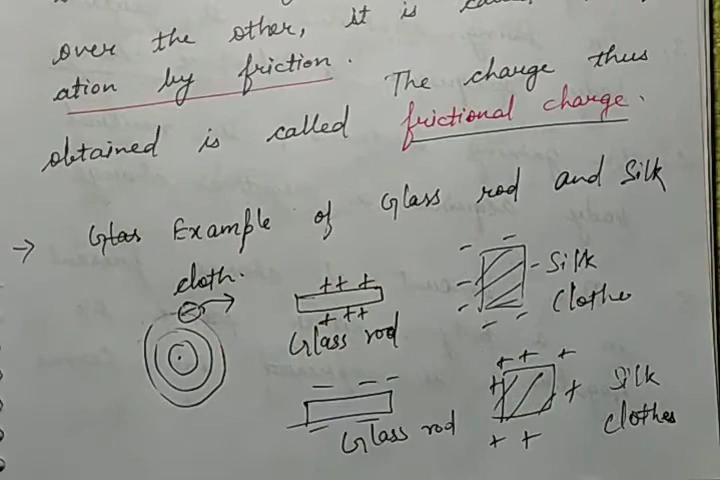 over the other, it is
ation by friction. The charge thus
obtained is called frictional charge.
→ Glas Example of Glass rod and Silk
cloth.
+ + +
+ + +
Glass rod
- - - - - - - -
Silk
Clothe
- - - - -
Glass rod
+ + + + + + +
Silk
Clothes